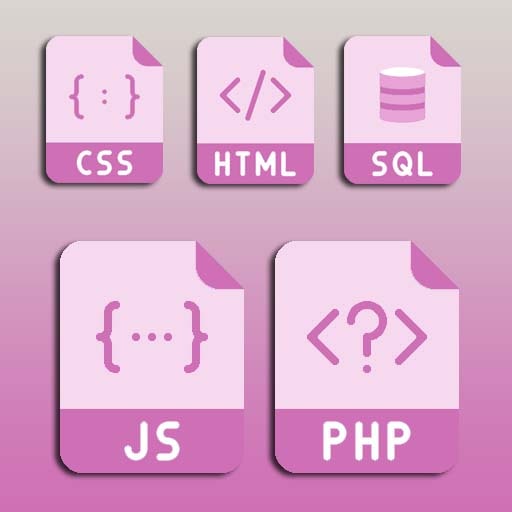 { : }
</>
CSS
HTML
SQL
{...}
<?>
JS
PHP